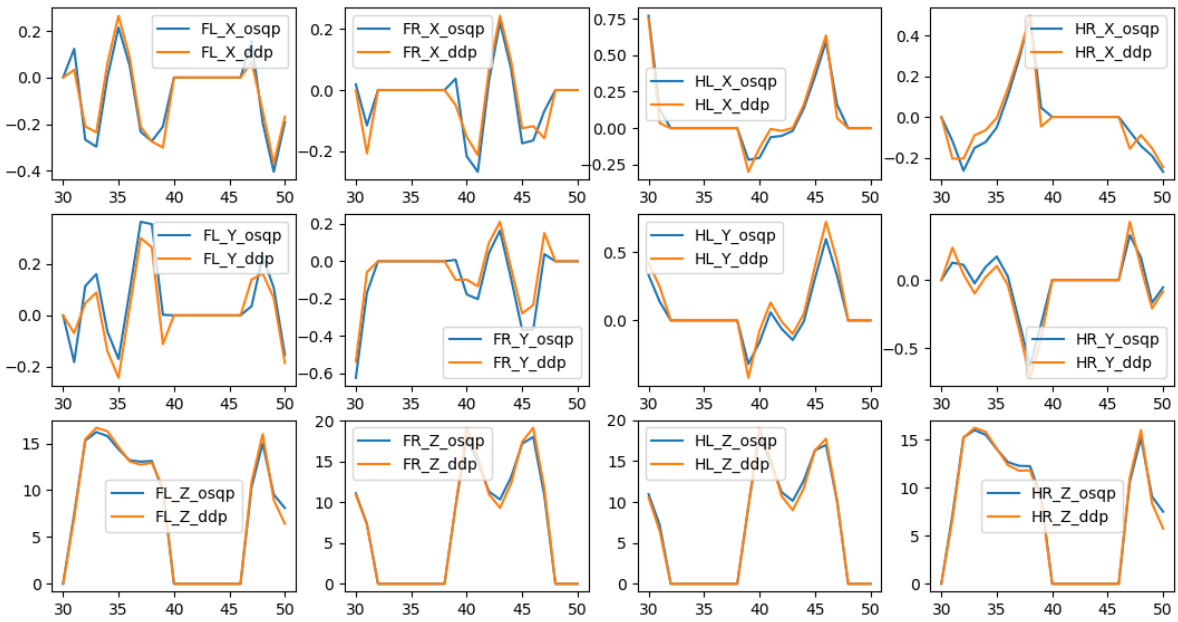 0.2
0.0
−0.2
−0.4
FL_X_osqp
FL_X_ddp
30 35 40 45 50
0.2
0.0
−0.2
FR_X_osqp
FR_X_ddp
30 35 40 45 50
0.75
0.50
0.25
0.00
−0.25
HL_X_osqp
HL_X_ddp
30 35 40 45 50
0.4
0.2
0.0
−0.2
HR_X_osqp
HR_X_ddp
30 35 40 45 50
0.2
0.0
−0.2
FL_Y_osqp
FL_Y_ddp
30 35 40 45 50
0.2
0.0
−0.2
−0.4
−0.6
FR_Y_osqp
FR_Y_ddp
30 35 40 45 50
0.5
0.0
HL_Y_osqp
HL_Y_ddp
30 35 40 45 50
0.0
−0.5
HR_Y_osqp
HR_Y_ddp
30 35 40 45 50
15
10
5
0
FL_Z_osqp
FL_Z_ddp
30 35 40 45 50
20
15
10
5
0
FR_Z_osqp
FR_Z_ddp
30 35 40 45 50
20
15
10
5
0
HL_Z_osqp
HL_Z_ddp
30 35 40 45 50
15
10
5
0
HR_Z_osqp
HR_Z_ddp
30 35 40 45 50